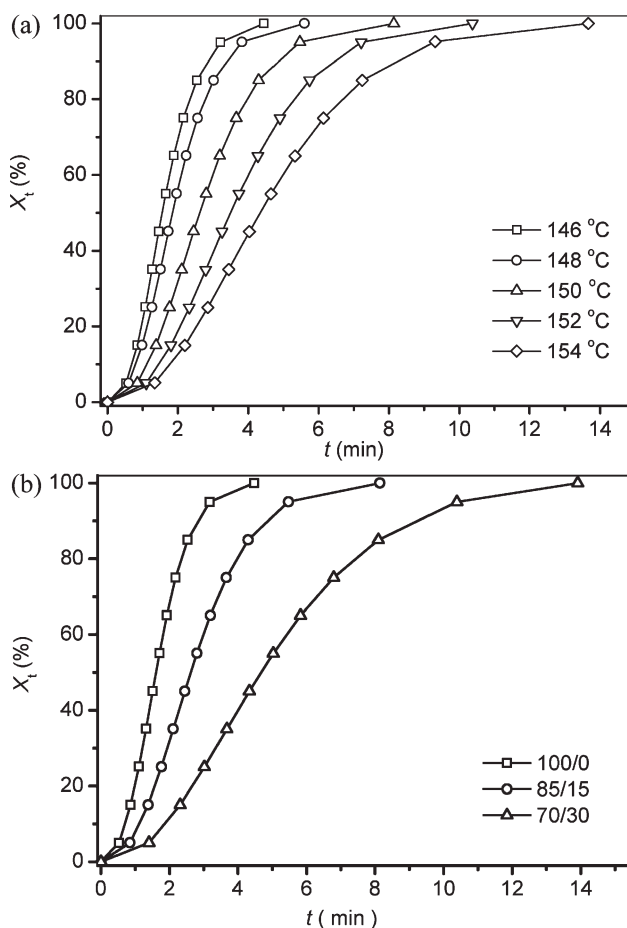 (a)
100
80
60
40
20
0
X_t (%)
146 °C
148 °C
150 °C
152 °C
154 °C
0 2 4 6 8 10 12 14
t (min)
(b)
100
80
60
40
20
0
X_t (%)
100/0
85/15
70/30
0 2 4 6 8 10 12 14
t ( min )